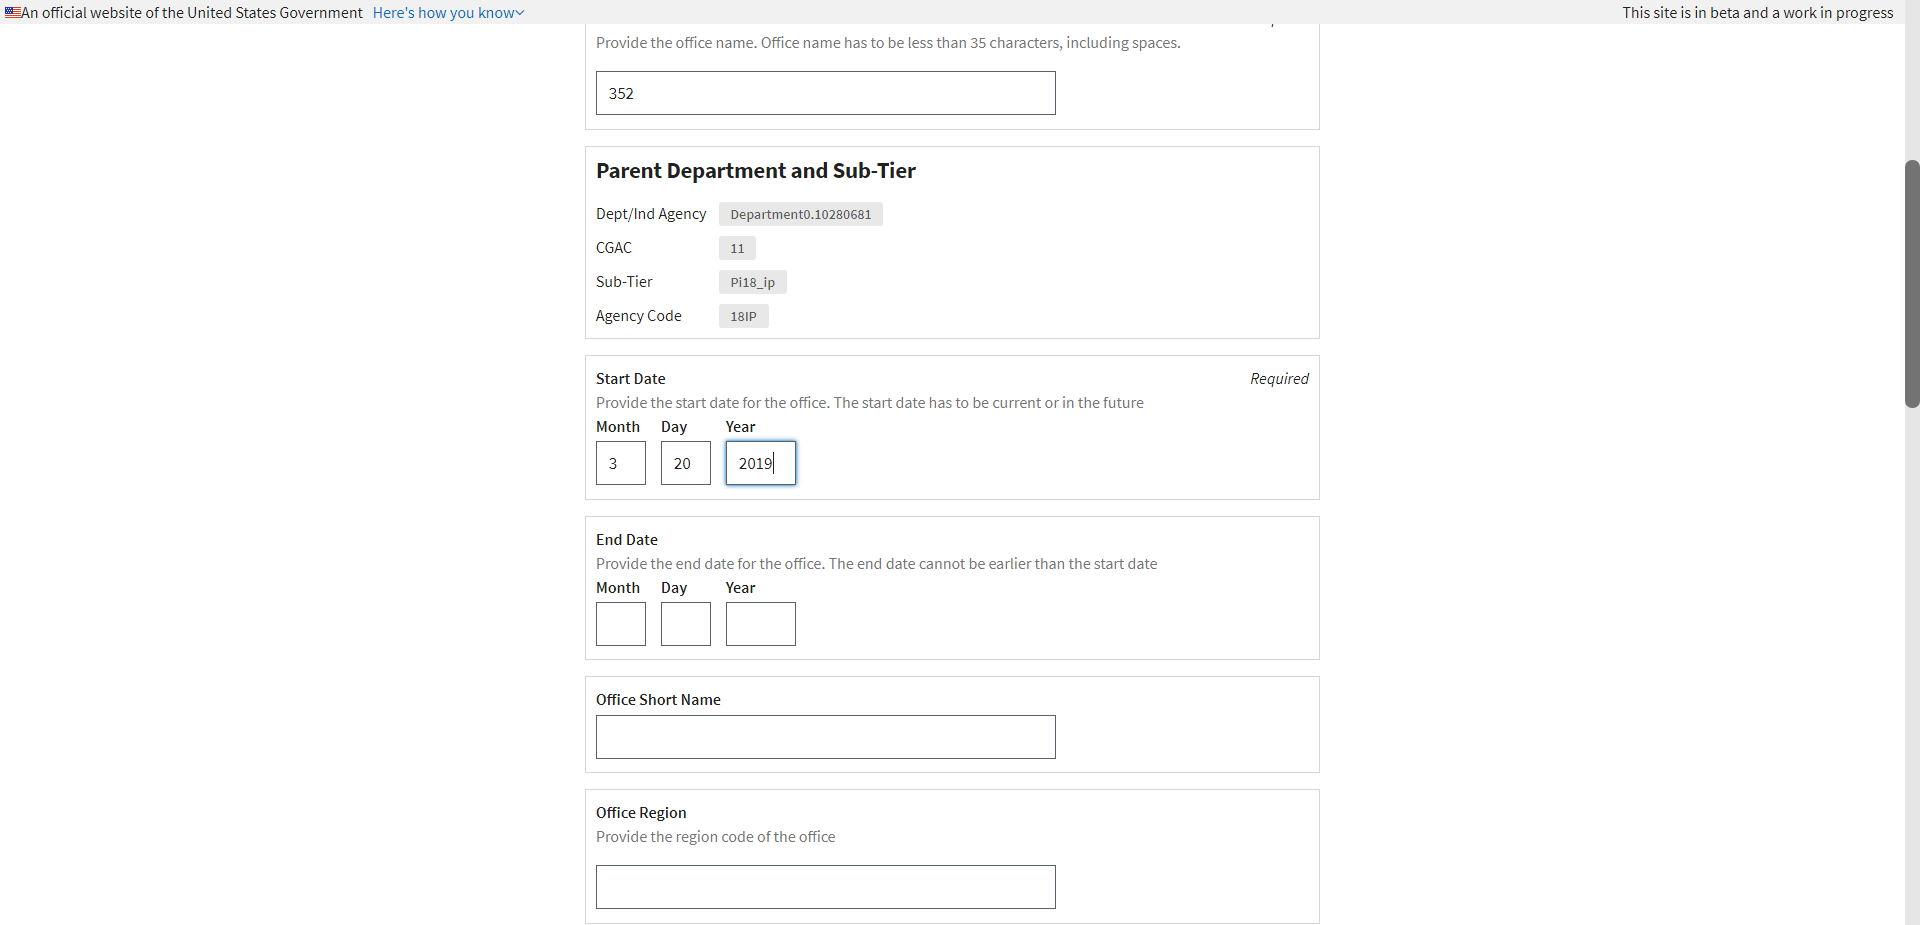 An official website of the United States Government Here's how you know
This site is in beta and a work in progress
Provide the office name. Office name has to be less than 35 characters, including spaces.
352
Parent Department and Sub-Tier
Dept/Ind Agency Department0.10280681
CGAC 11
Sub-Tier Pi18_ip
Agency Code 18IP
Start Date Required
Provide the start date for the office. The start date has to be current or in the future
Month Day Year
3 20 2019
End Date
Provide the end date for the office. The end date cannot be earlier than the start date
Month Day Year
Office Short Name
Office Region
Provide the region code of the office